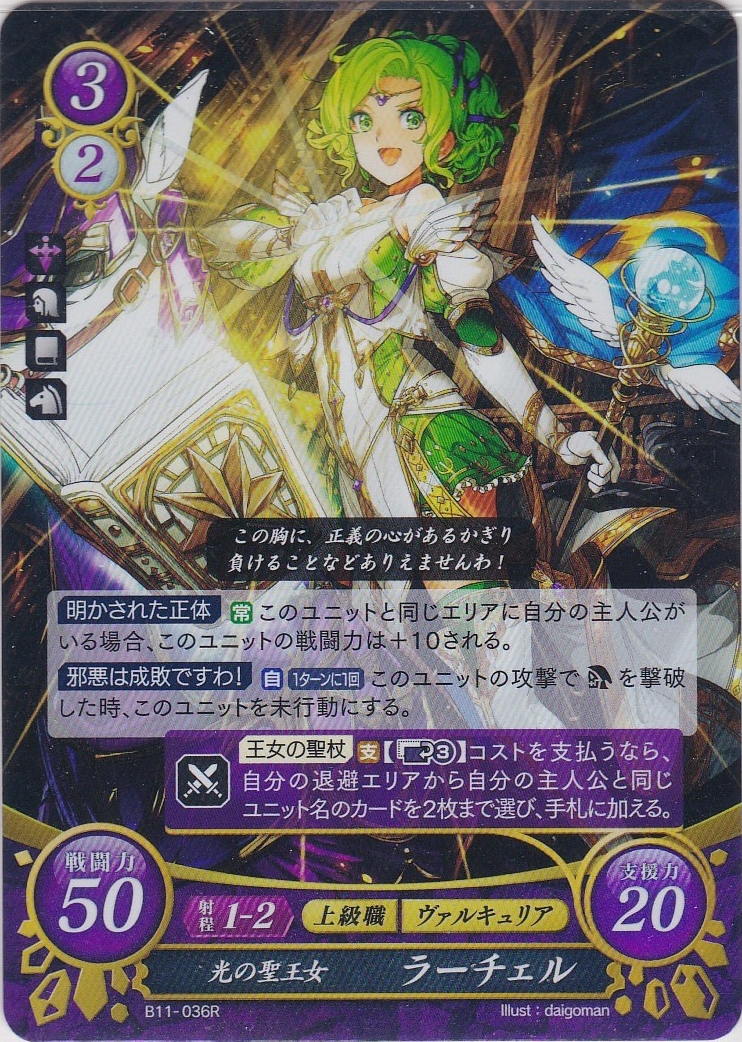 3
2
この胸に、正義の心があるかぎり
負けることなどありえませんわ！
明かされた正体 常 このユニットと同じエリアに自分の主人公が
いる場合、このユニットの戦闘力は＋10される。
邪悪は成敗ですわ！ 自 1ターンに1回 このユニットの攻撃で を撃破
した時、このユニットを未行動にする。
王女の聖杖 支 【 3】コストを支払うなら、
自分の退避エリアから自分の主人公と同じ
ユニット名のカードを2枚まで選び、手札に加える。
戦闘力
50
射程 1-2 上級職 ヴァルキュリア
支援力
20
光の聖王女 ラーチェル
B11-036R Illust：daigoman